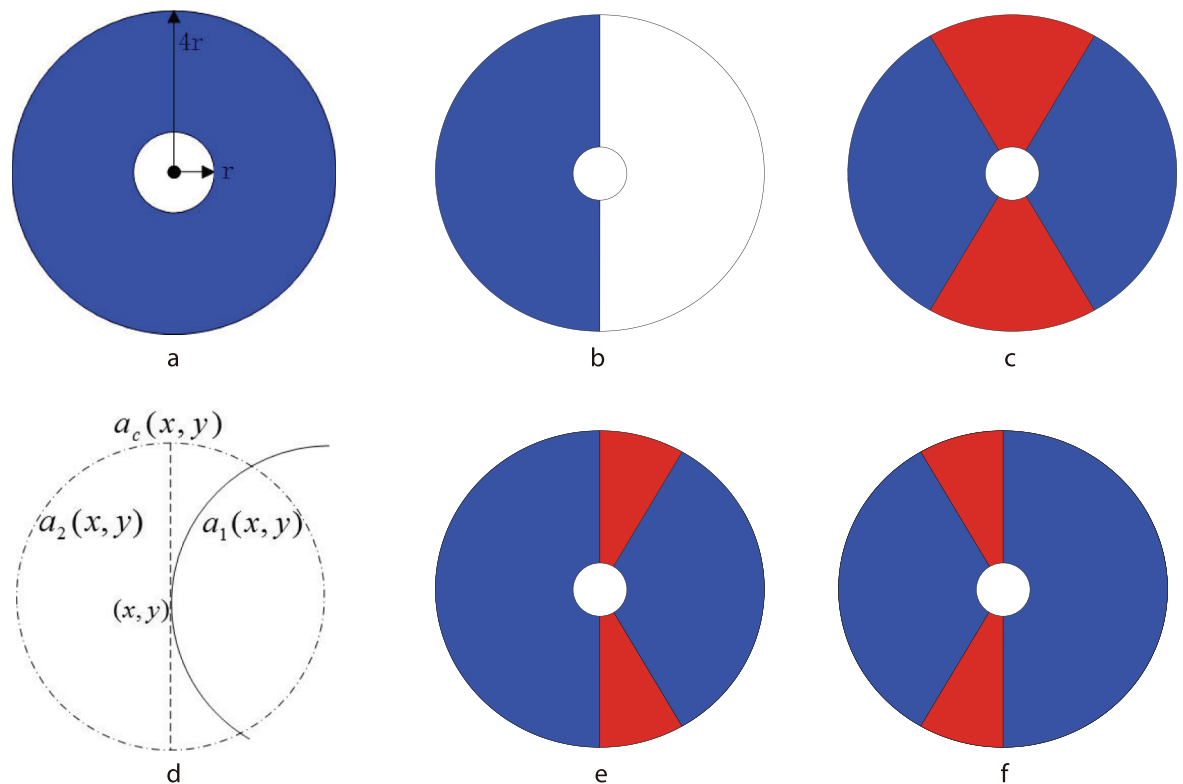 4r
r
a
b
c
a_c(x, y)
a_2(x, y)
a_1(x, y)
(x, y)
d
e
f